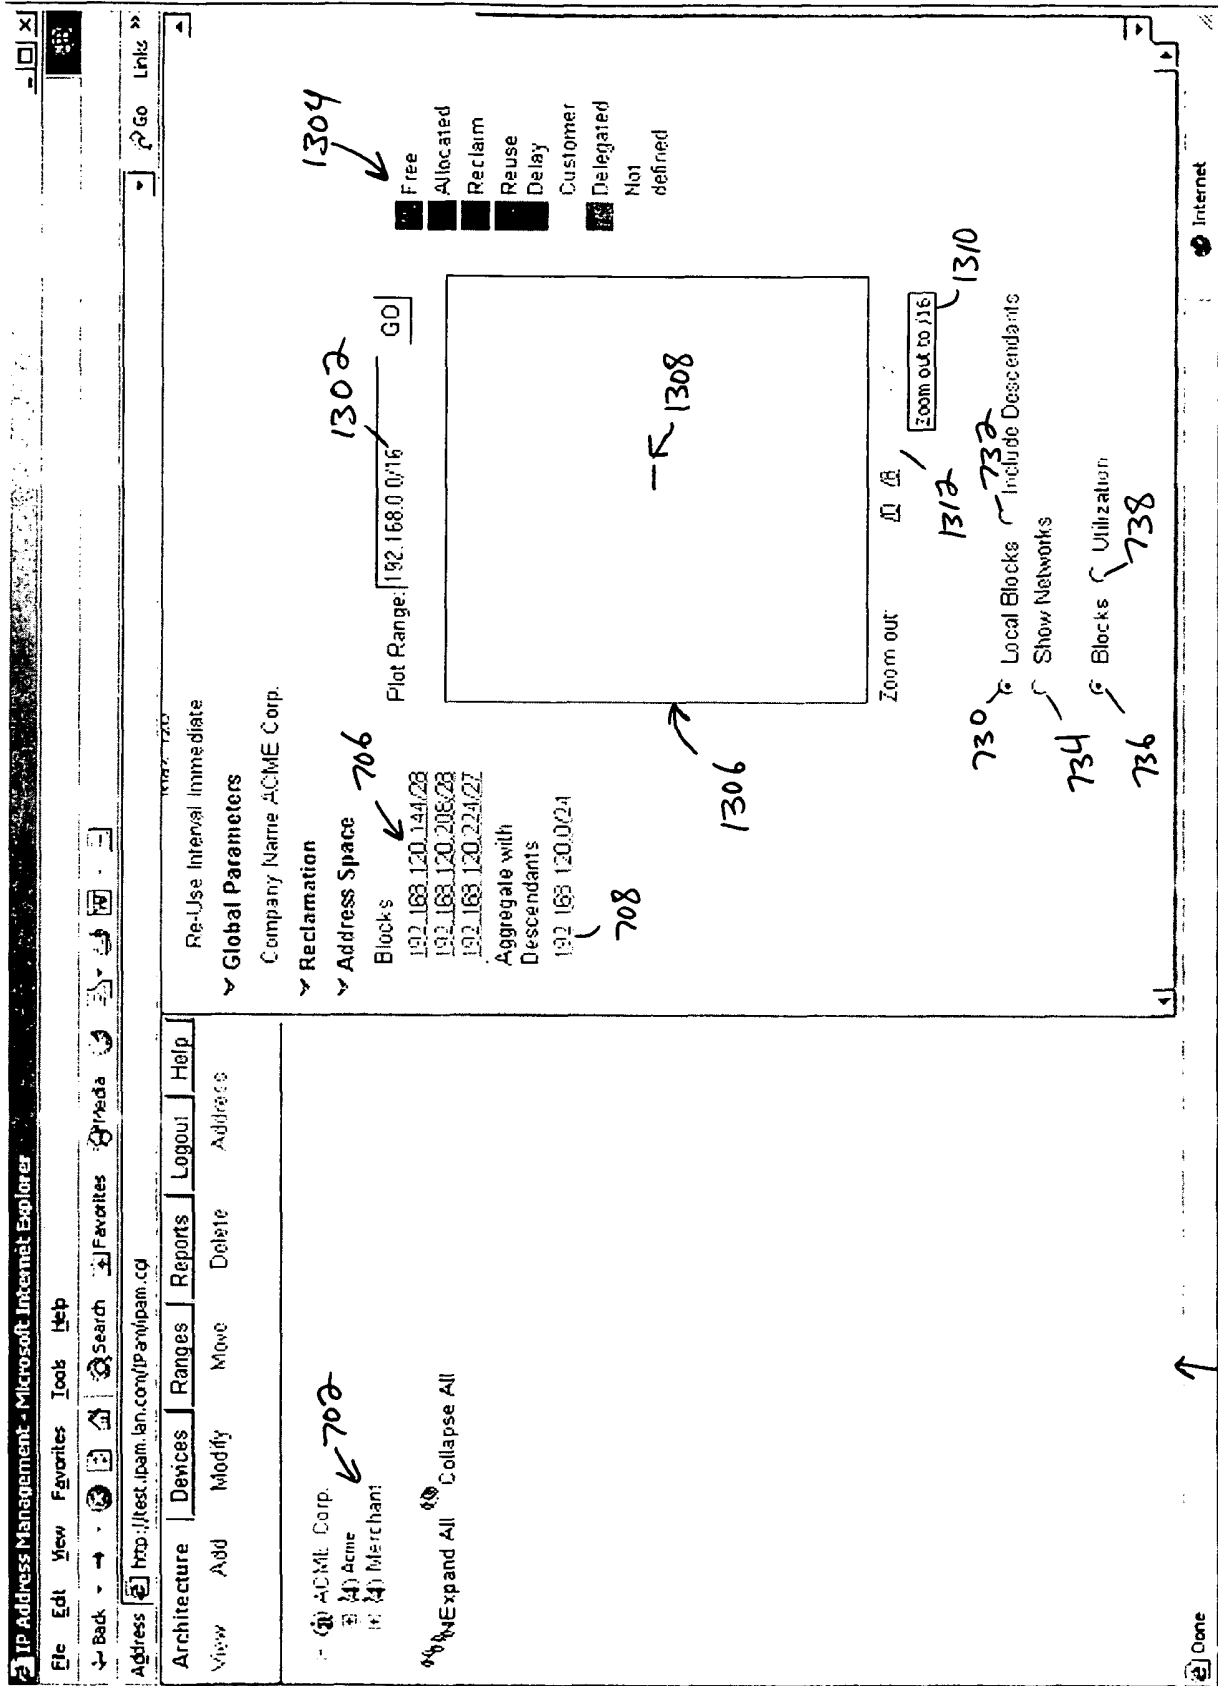 IP Address Management - Microsoft Internet Explorer
File Edit View Favorites Tools Help
Back Search Favorites Media
Address http://test.ipam.lan.com/IPam/ipam.cgi Go Links »
Architecture Devices Ranges Reports Logout Help
View Add Modify Move Delete Address
ACME Corp.
(4) Acme
(4) Merchant
702
Expand All Collapse All
Re-Use Interval Immediate
Global Parameters
Company Name ACME Corp.
Reclamation
Address Space
706
Blocks
192.168.120.144/28
192.168.120.208/28
192.168.120.224/27
Aggregate with
Descendants
192.168.120.0/24
708
1302
Plot Range: 192.168.0.0/16 GO
1304
Free
Allocated
Reclaim
Reuse
Delay
Customer
Delegated
Not
defined
1306
1308
Zoom out: /0 /8
Zoom out to /16
1312
1310
730
Local Blocks
732
Include Descendants
734
Show Networks
736
Blocks
Utilization
738
Done
Internet